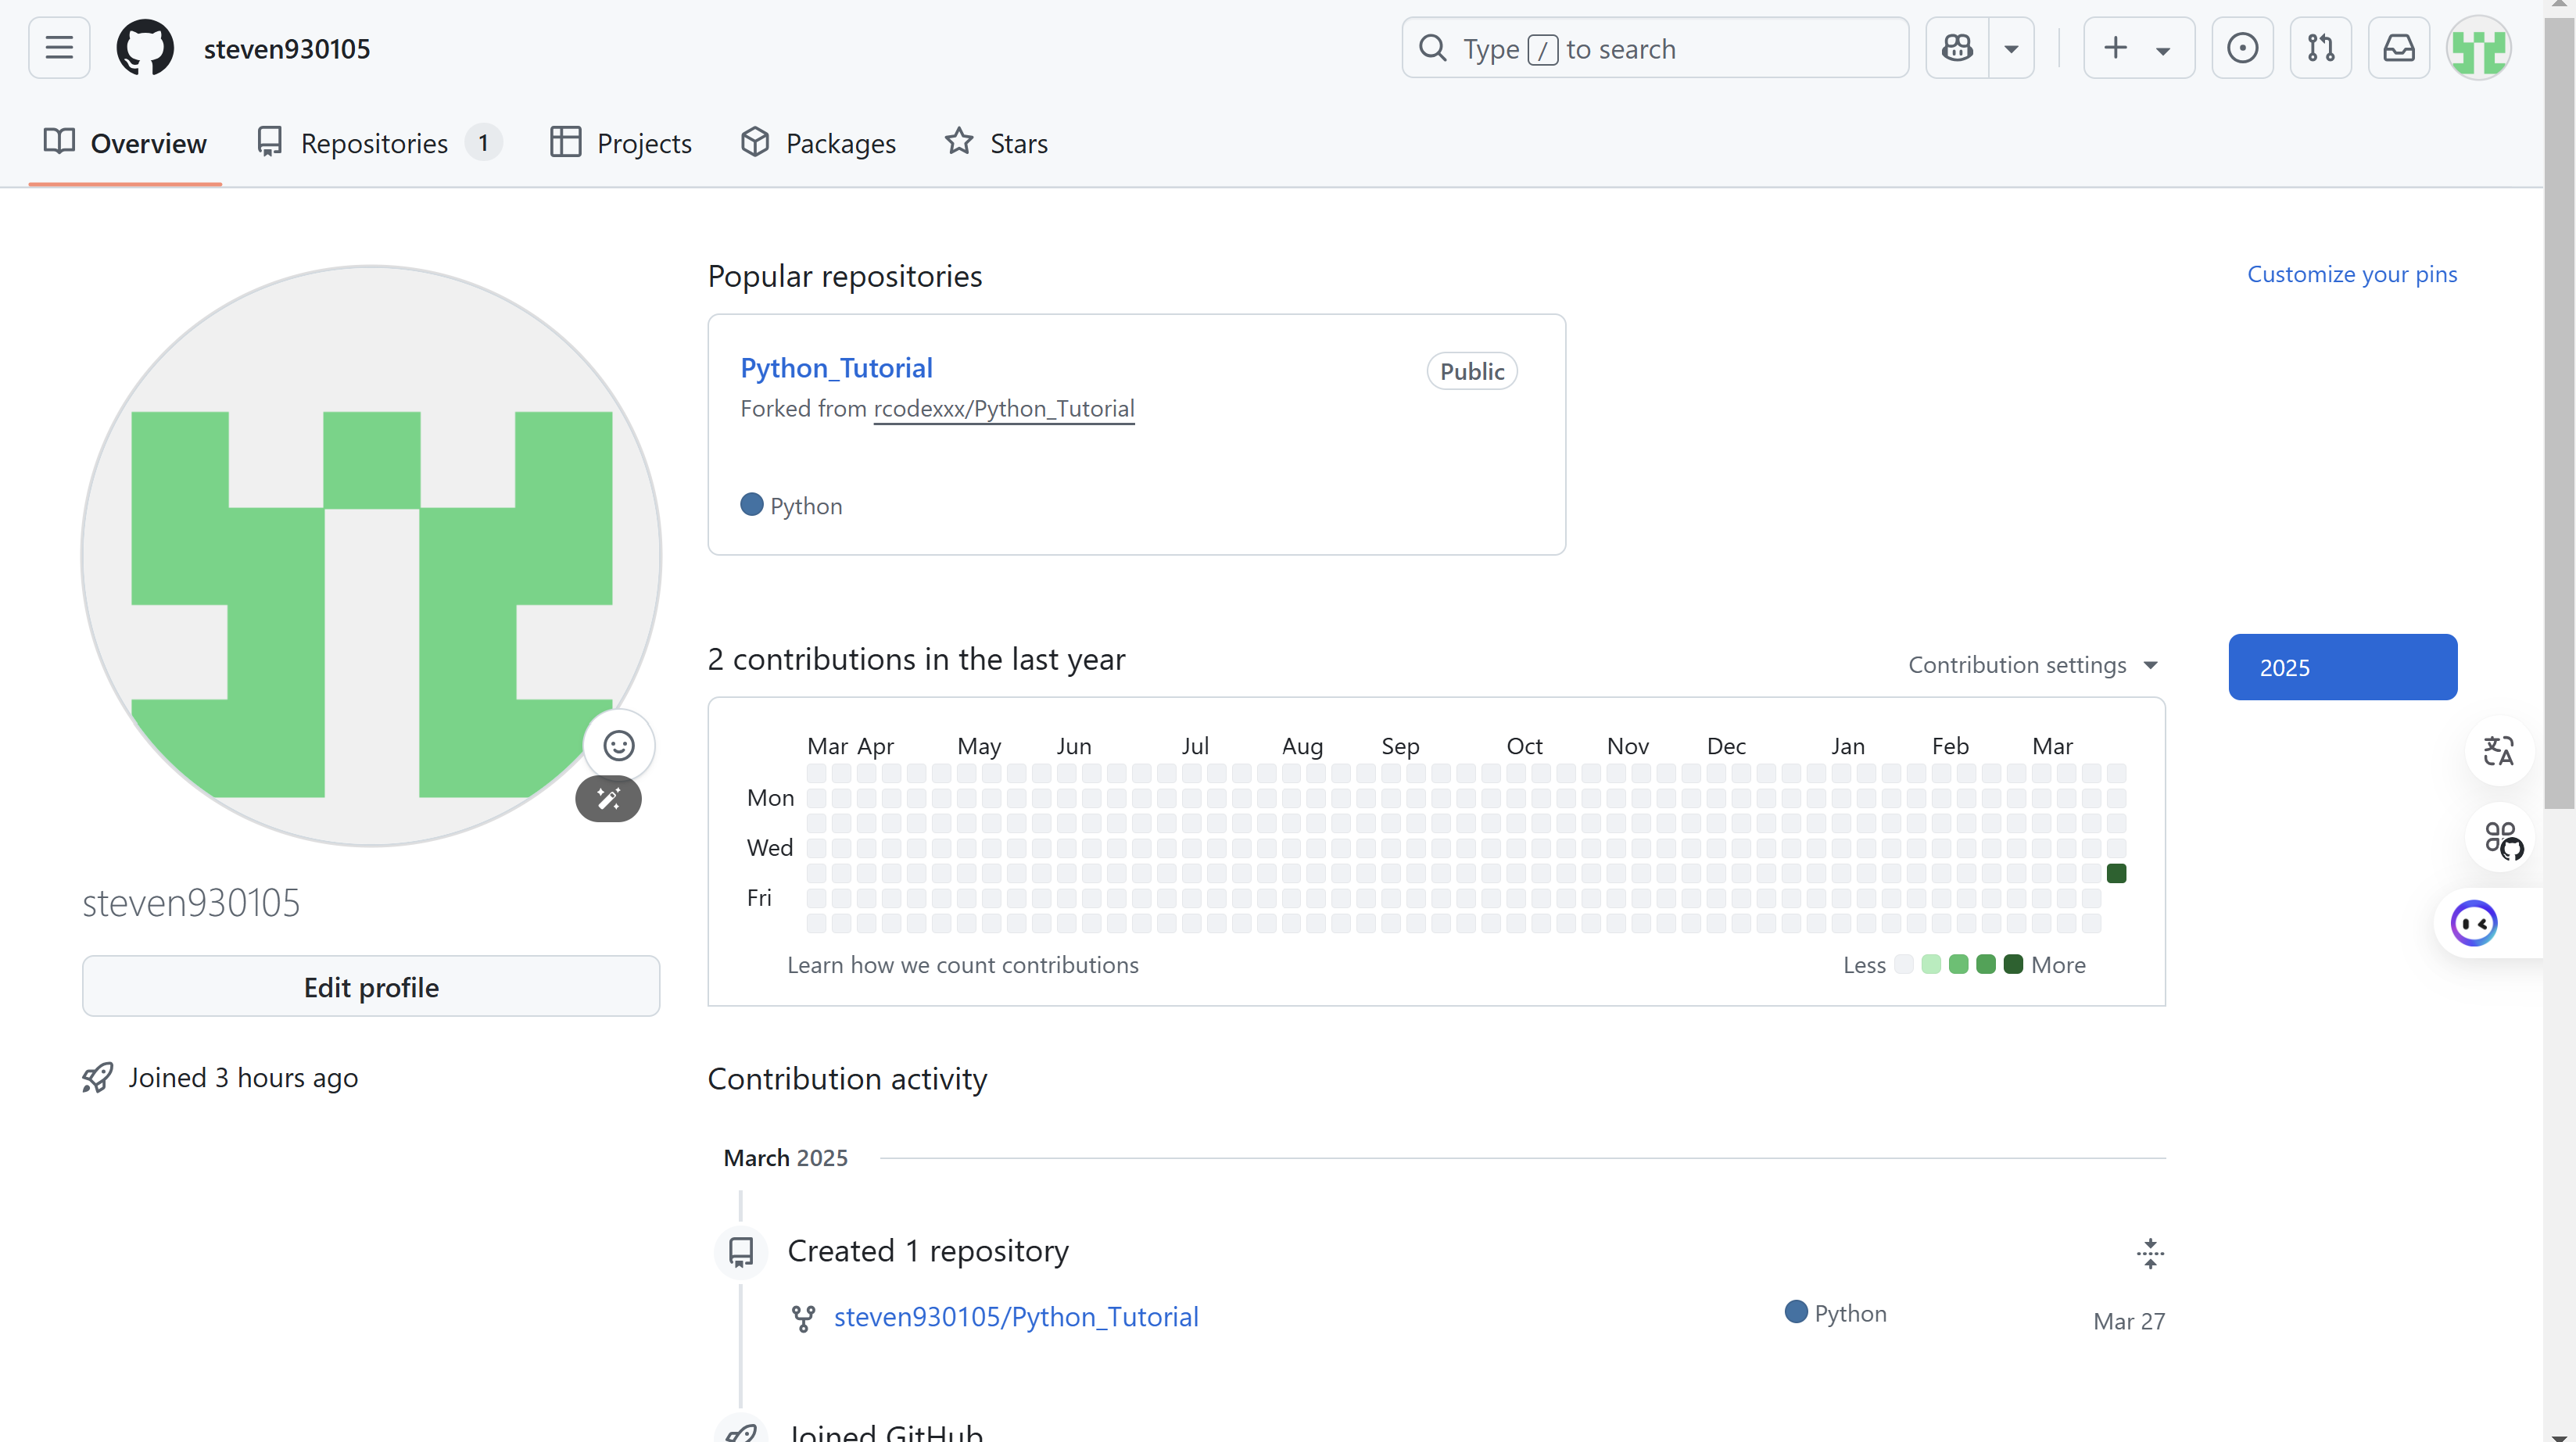 steven930105
Type / to search
Overview
Repositories 1
Projects
Packages
Stars
Popular repositories
Customize your pins
Python_Tutorial
Public
Forked from rcodexxx/Python_Tutorial
Python
2 contributions in the last year
Contribution settings
2025
Mar Apr May Jun Jul Aug Sep Oct Nov Dec Jan Feb Mar
Mon
Wed
Fri
Learn how we count contributions
Less More
steven930105
Edit profile
Joined 3 hours ago
Contribution activity
March 2025
Created 1 repository
steven930105/Python_Tutorial
Python
Mar 27
Joined GitHub